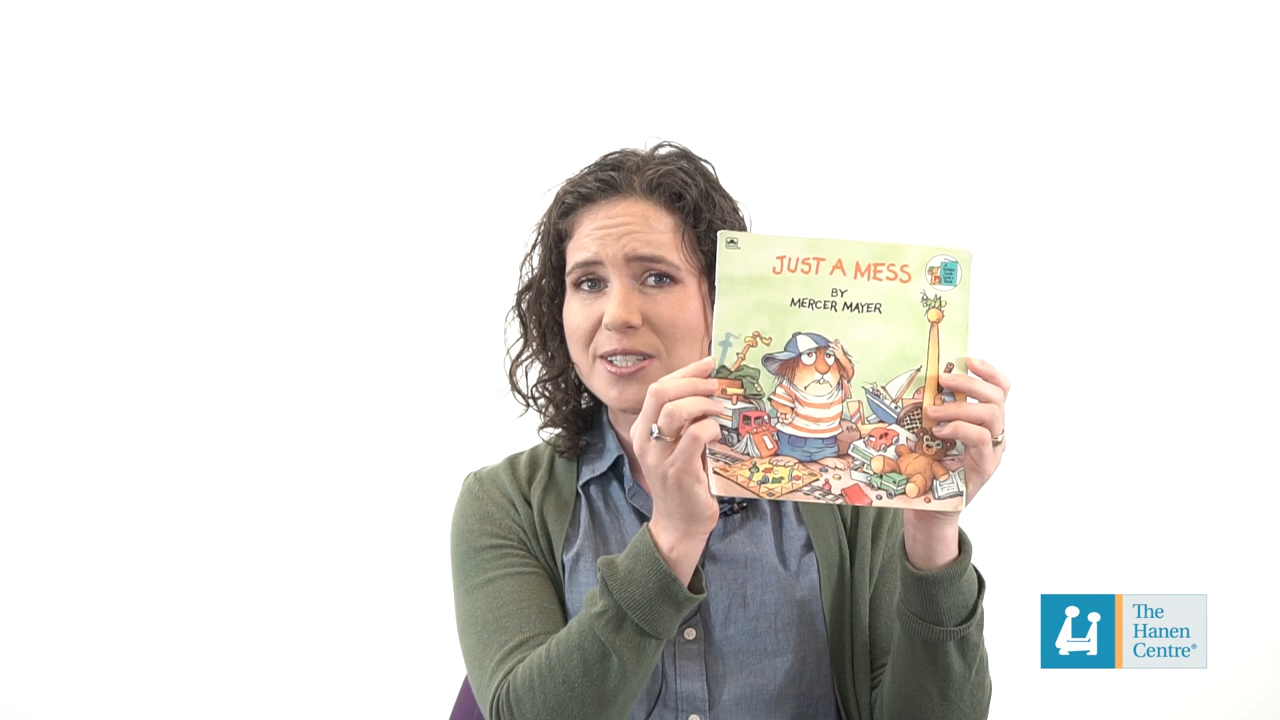 JUST A MESS
BY
MERCER MAYER
The
Hanen
Centre®